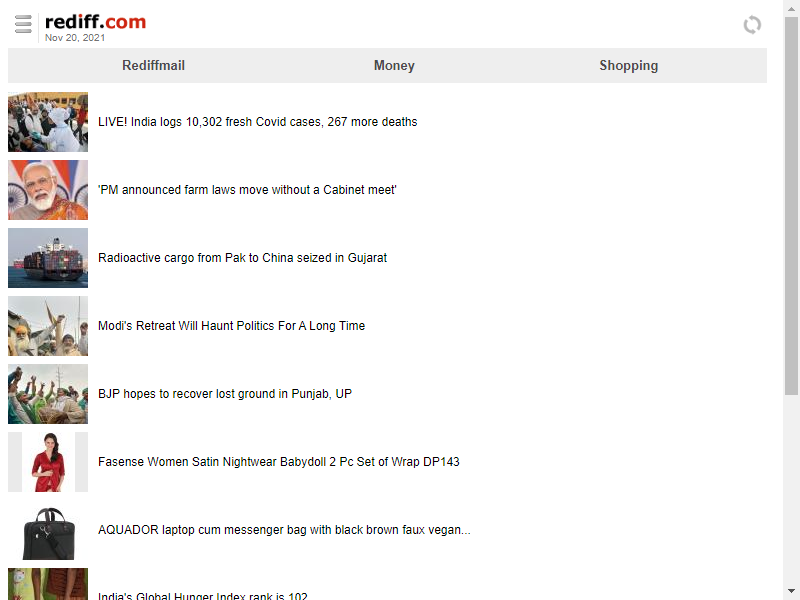 rediff.com
Nov 20, 2021
Rediffmail Money Shopping
LIVE! India logs 10,302 fresh Covid cases, 267 more deaths
'PM announced farm laws move without a Cabinet meet'
Radioactive cargo from Pak to China seized in Gujarat
Modi's Retreat Will Haunt Politics For A Long Time
BJP hopes to recover lost ground in Punjab, UP
Fasense Women Satin Nightwear Babydoll 2 Pc Set of Wrap DP143
AQUADOR laptop cum messenger bag with black brown faux vegan...
India's Global Hunger Index rank is 102